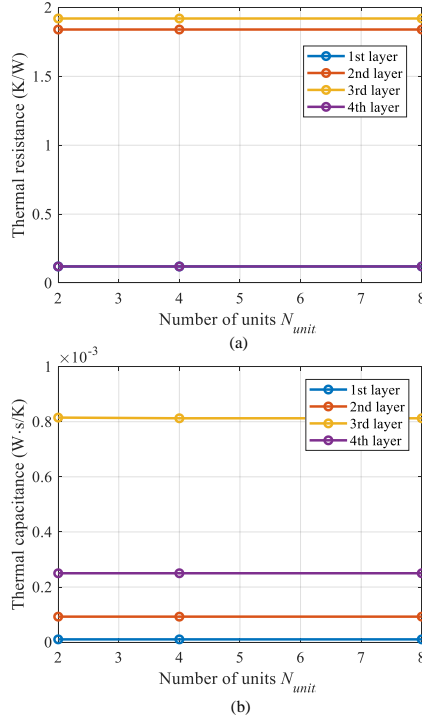 2
1.5
1
0.5
0
Thermal resistance (K/W)
1st layer
2nd layer
3rd layer
4th layer
2 3 4 5 6 7 8
Number of units N_unit
(a)
×10^-3
1
0.8
0.6
0.4
0.2
0
Thermal capacitance (W·s/K)
1st layer
2nd layer
3rd layer
4th layer
2 3 4 5 6 7 8
Number of units N_unit
(b)